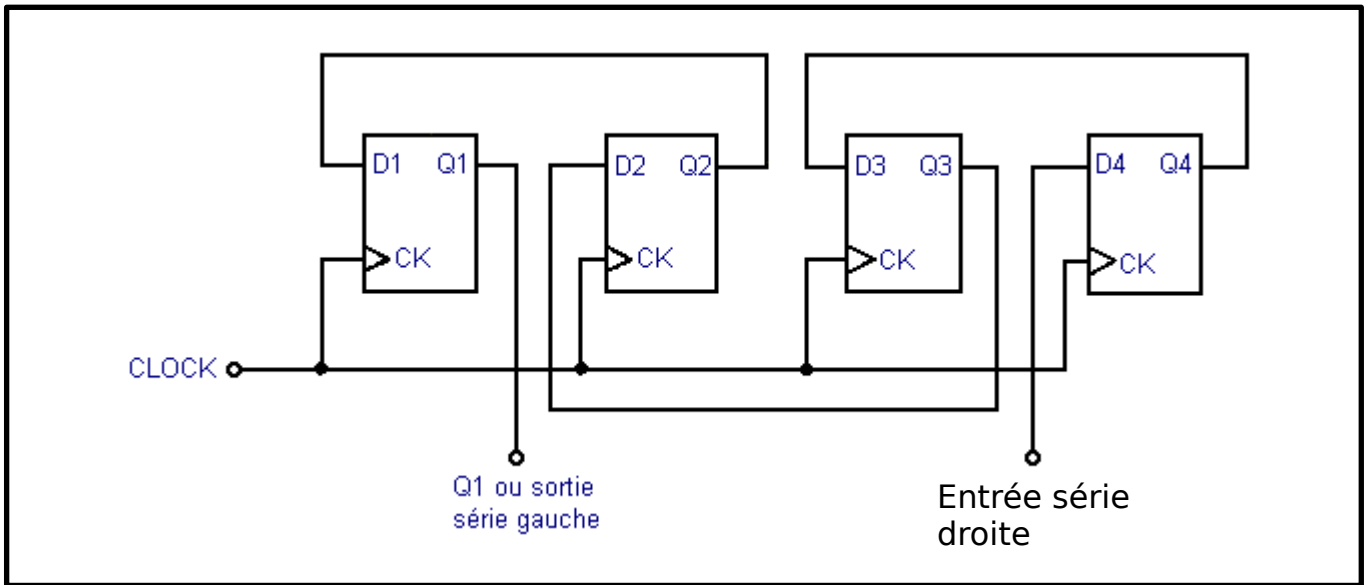 D1 Q1
D2 Q2
D3 Q3
D4 Q4
CK
CK
CK
CK
CLOCK
Q1 ou sortie
série gauche
Entrée série
droite